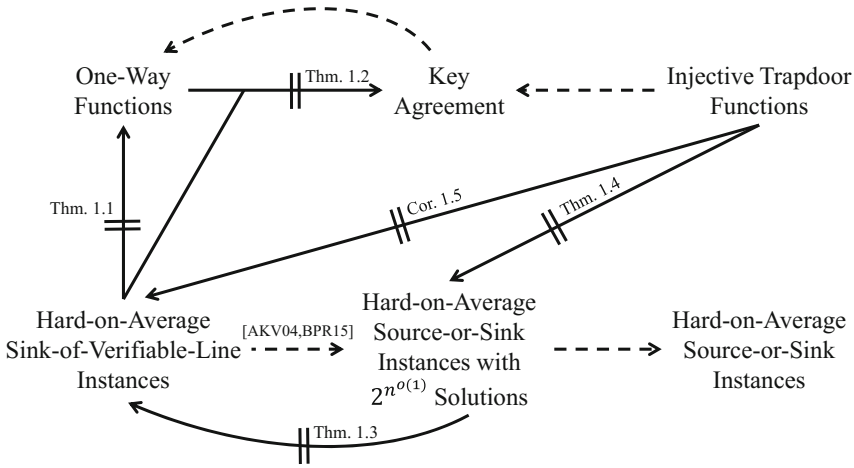 One-Way
Functions
Thm. 1.2
Key
Agreement
Injective Trapdoor
Functions
Thm. 1.1
Cor. 1.5
Thm. 1.4
Hard-on-Average
Sink-of-Verifiable-Line
Instances
[AKV04,BPR15]
Hard-on-Average
Source-or-Sink
Instances with
2^{n^{o(1)}} Solutions
Hard-on-Average
Source-or-Sink
Instances
Thm. 1.3